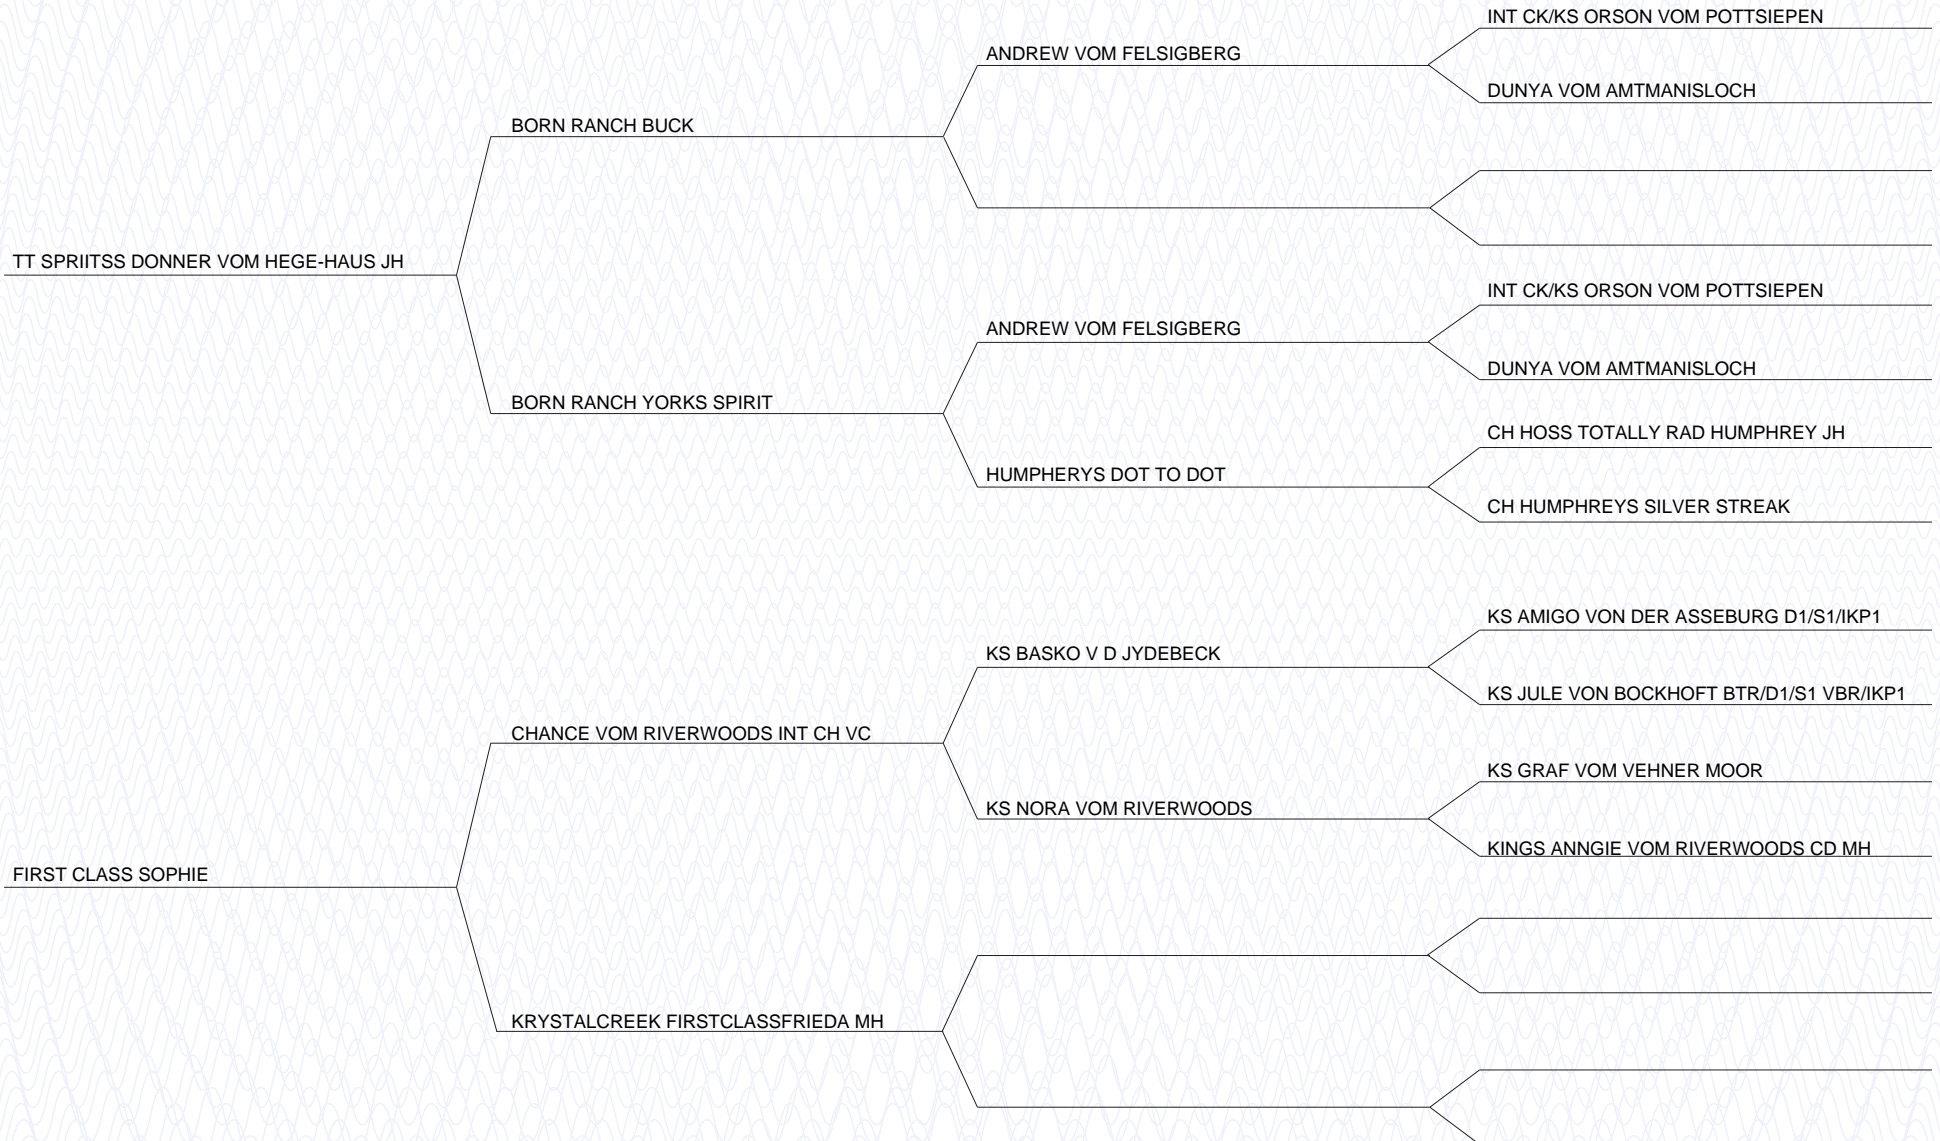 INT CK/KS ORSON VOM POTTSIEPEN
ANDREW VOM FELSIGBERG
DUNYA VOM AMTMANISLOCH
BORN RANCH BUCK
TT SPRIITSS DONNER VOM HEGE-HAUS JH
INT CK/KS ORSON VOM POTTSIEPEN
ANDREW VOM FELSIGBERG
DUNYA VOM AMTMANISLOCH
BORN RANCH YORKS SPIRIT
CH HOSS TOTALLY RAD HUMPHREY JH
HUMPHERYS DOT TO DOT
CH HUMPHREYS SILVER STREAK
KS AMIGO VON DER ASSEBURG D1/S1/IKP1
KS BASKO V D JYDEBECK
KS JULE VON BOCKHOFT BTR/D1/S1 VBR/IKP1
CHANCE VOM RIVERWOODS INT CH VC
KS GRAF VOM VEHNER MOOR
KS NORA VOM RIVERWOODS
KINGS ANNGIE VOM RIVERWOODS CD MH
FIRST CLASS SOPHIE
KRYSTALCREEK FIRSTCLASSFRIEDA MH